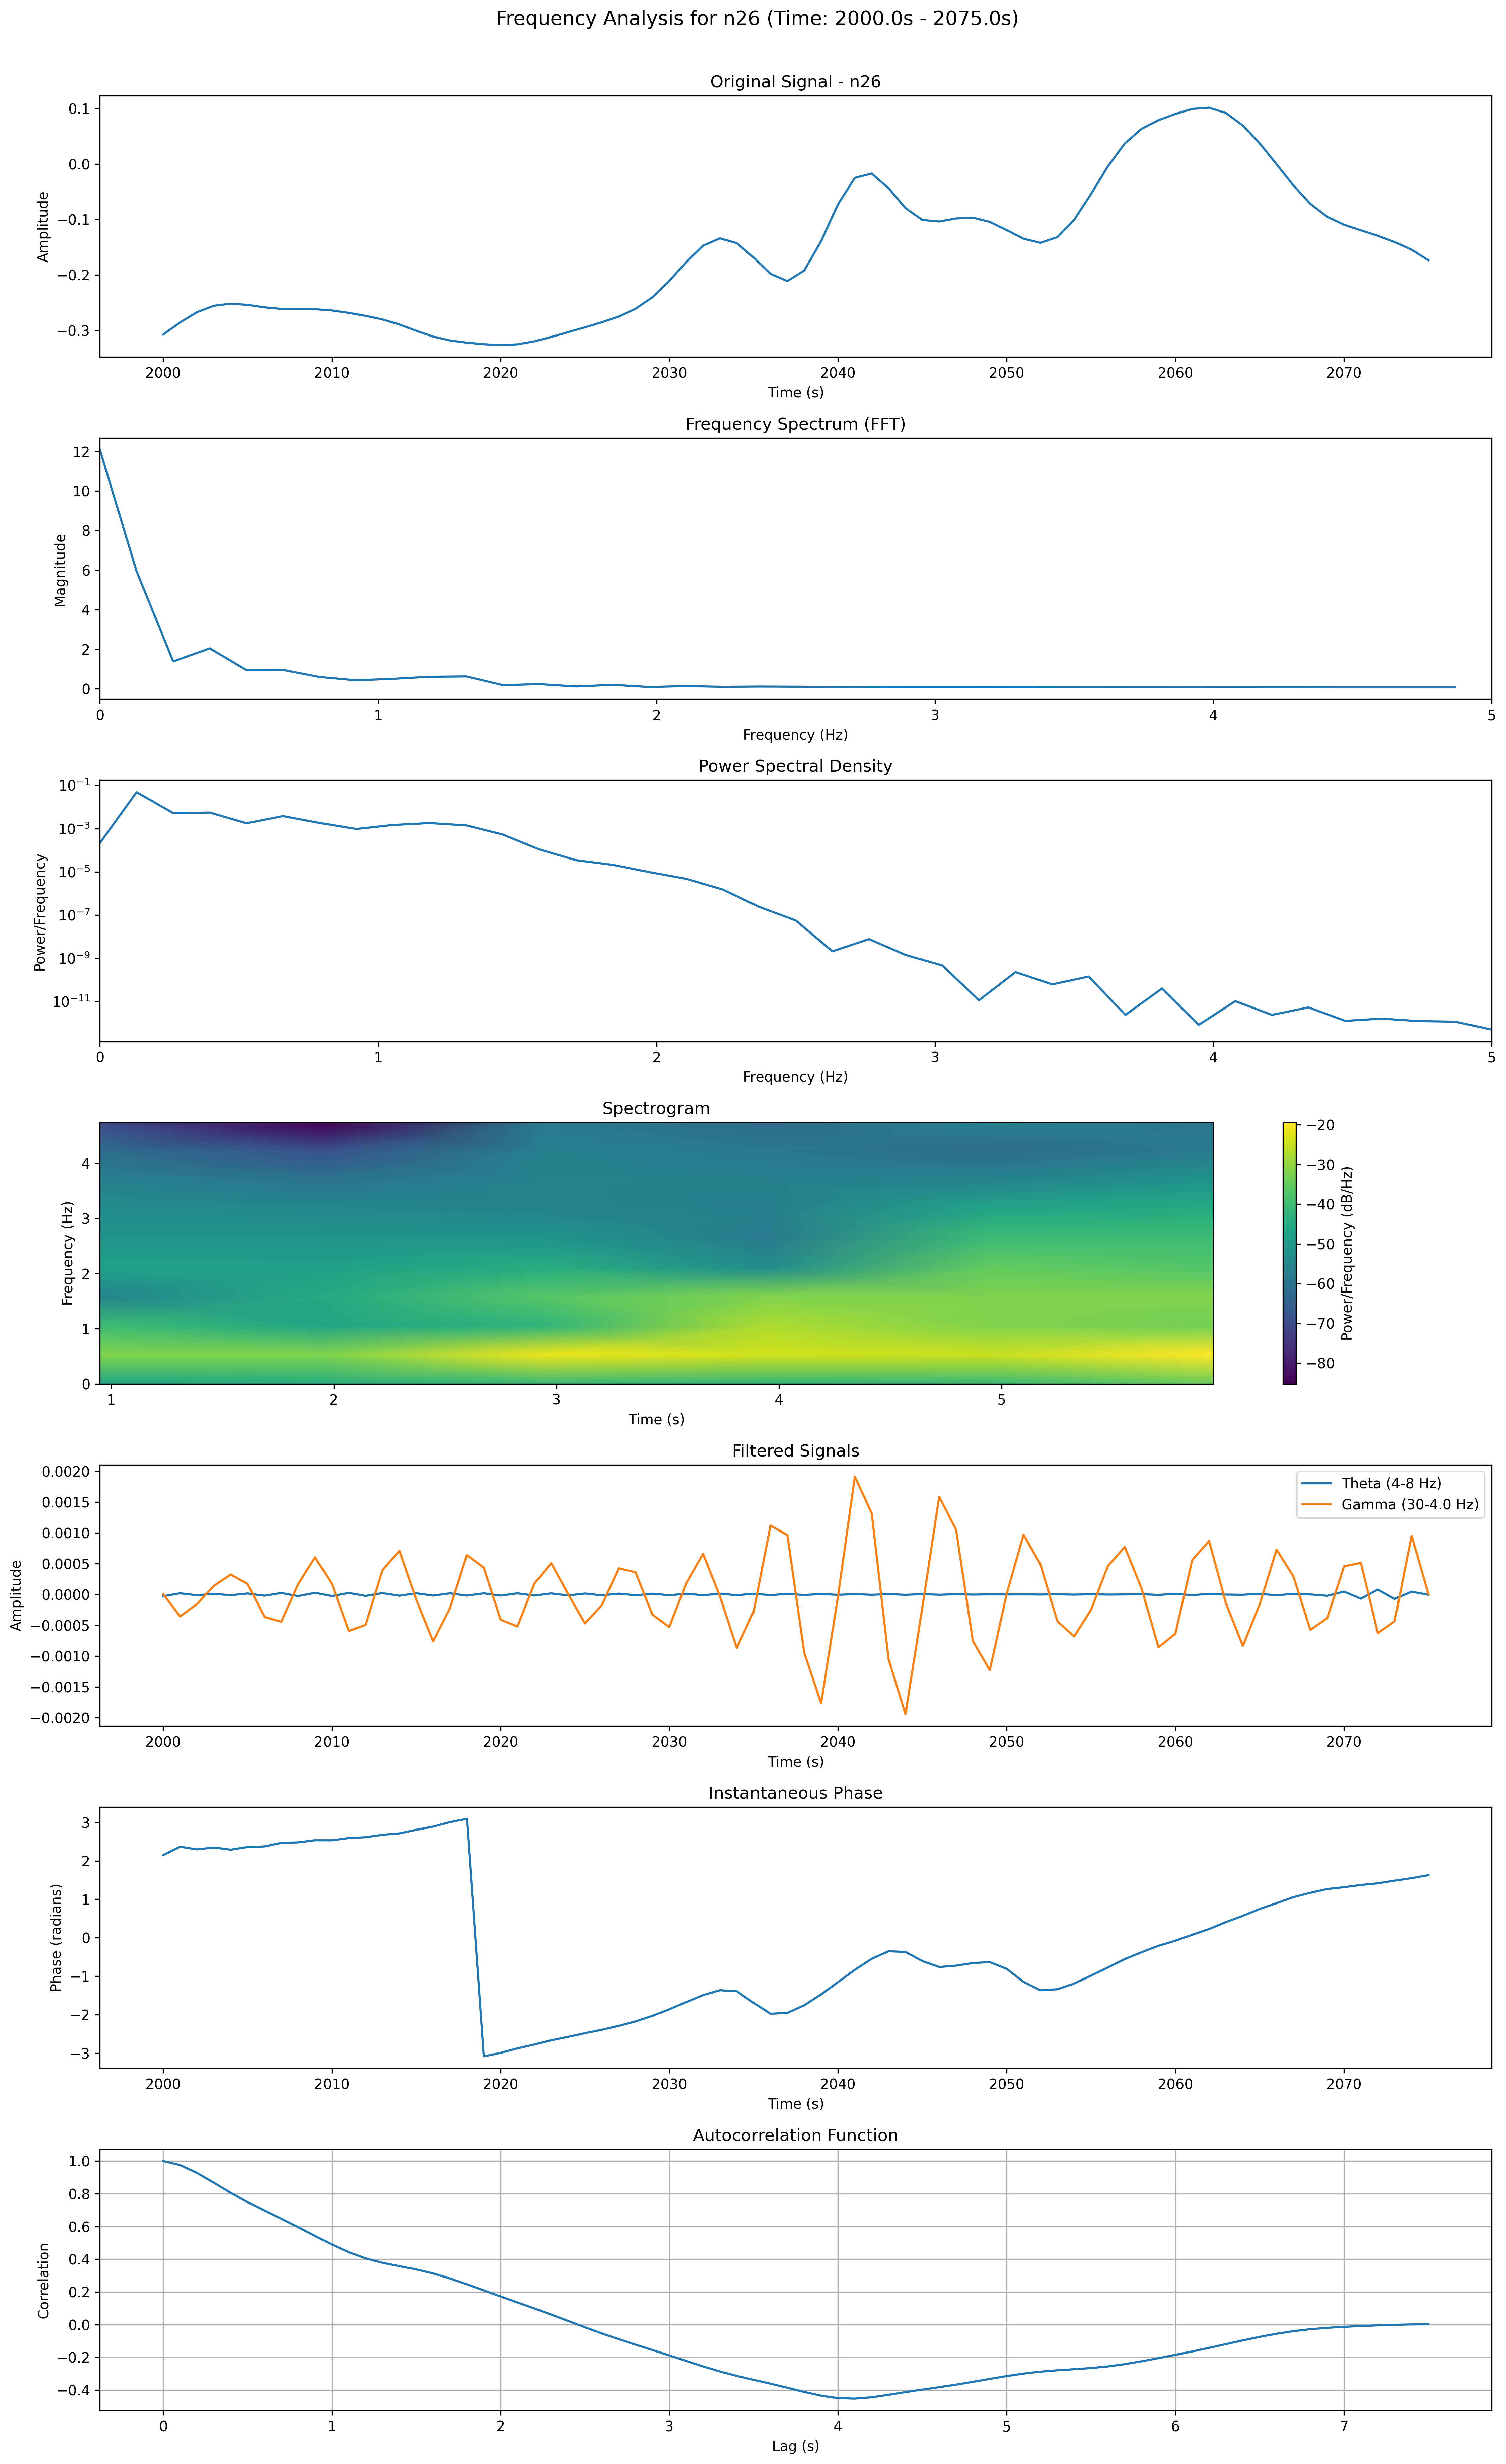 Frequency Analysis for n26 (Time: 2000.0s - 2075.0s)
Original Signal - n26
Amplitude
0.1
0.0
−0.1
−0.2
−0.3
2000 2010 2020 2030 2040 2050 2060 2070
Time (s)
Frequency Spectrum (FFT)
Magnitude
12
10
8
6
4
2
0
0 1 2 3 4 5
Frequency (Hz)
Power Spectral Density
Power/Frequency
10⁻¹
10⁻³
10⁻⁵
10⁻⁷
10⁻⁹
10⁻¹¹
0 1 2 3 4 5
Frequency (Hz)
Spectrogram
Frequency (Hz)
4
3
2
1
0
1 2 3 4 5
Time (s)
−20
−30
−40
−50
−60
−70
−80
Power/Frequency (dB/Hz)
Filtered Signals
Amplitude
0.0020
0.0015
0.0010
0.0005
0.0000
−0.0005
−0.0010
−0.0015
−0.0020
Theta (4-8 Hz)
Gamma (30-4.0 Hz)
2000 2010 2020 2030 2040 2050 2060 2070
Time (s)
Instantaneous Phase
Phase (radians)
3
2
1
0
−1
−2
−3
2000 2010 2020 2030 2040 2050 2060 2070
Time (s)
Autocorrelation Function
Correlation
1.0
0.8
0.6
0.4
0.2
0.0
−0.2
−0.4
0 1 2 3 4 5 6 7
Lag (s)